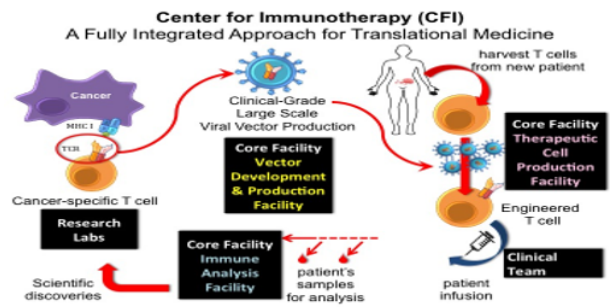 Center for Immunotherapy (CFI)
A Fully Integrated Approach for Translational Medicine
Cancer
MHC I
TCR
Cancer-specific T cell
Research
Labs
Clinical-Grade
Large Scale
Viral Vector Production
Core Facility
Vector
Development
& Production
Facility
harvest T cells
from new patient
Core Facility
Therapeutic
Cell
Production
Facility
Engineered
T cell
Clinical
Team
patient
infusion
patient's
samples
for analysis
Core Facility
Immune
Analysis
Facility
Scientific
discoveries